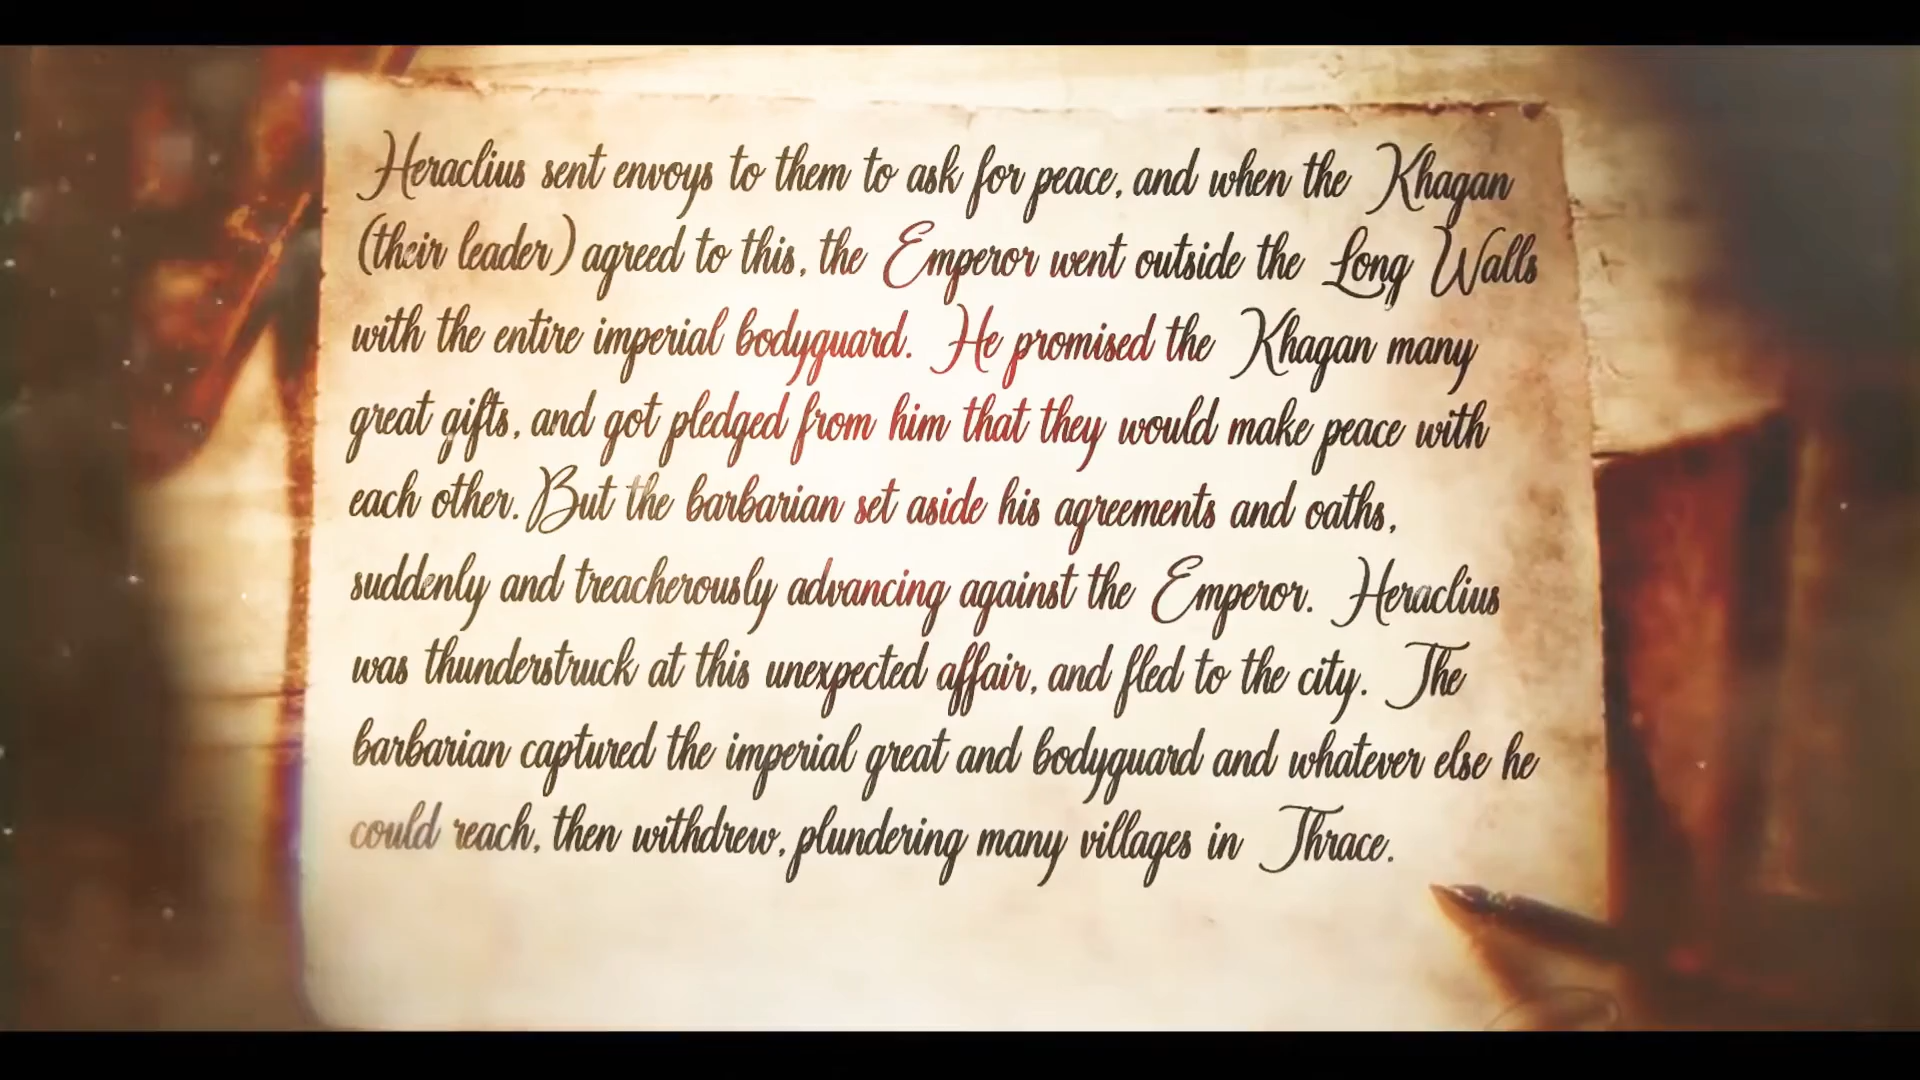 Heraclius sent envoys to them to ask for peace, and when the Khagan
(their leader) agreed to this, the Emperor went outside the Long Walls
with the entire imperial bodyguard. He promised the Khagan many
great gifts, and got pledged from him that they would make peace with
each other. But the barbarian set aside his agreements and oaths,
suddenly and treacherously advancing against the Emperor. Heraclius
was thunderstruck at this unexpected affair, and fled to the city. The
barbarian captured the imperial great and bodyguard and whatever else he
could reach, then withdrew, plundering many villages in Thrace.